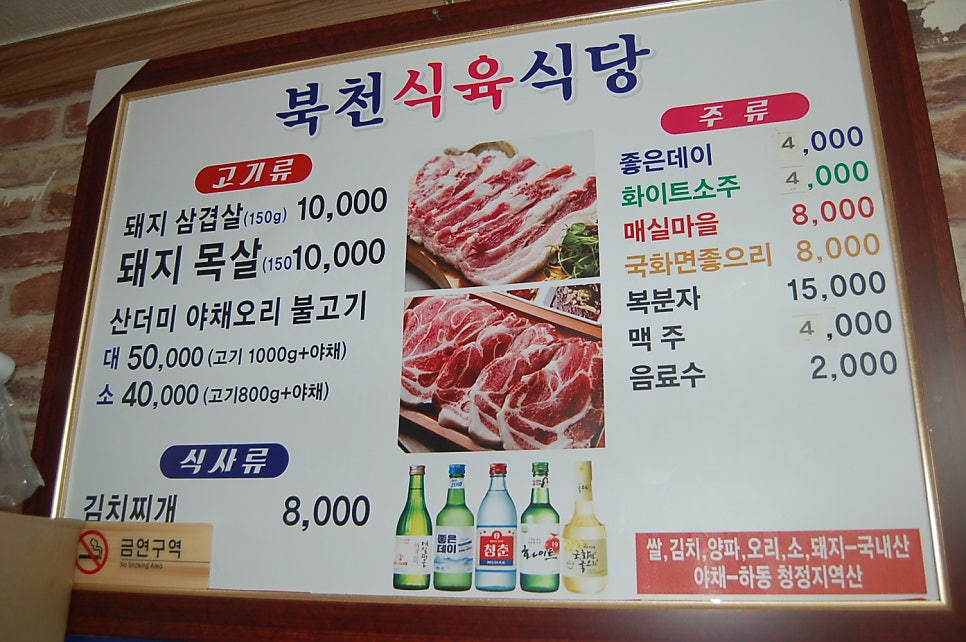 북천식육식당
고기류
돼지 삼겹살(150g) 10,000
돼지 목살(150 10,000
산더미 야채오리 불고기
대 50,000 (고기 1000g+야채)
소 40,000 (고기800g+야채)
식사류
김치찌개 8,000
금연구역
No Smoking Area
주류
좋은데이 4,000
화이트소주 4,000
매실마을 8,000
국화면좋으리 8,000
복분자 15,000
맥 주 4,000
음료수 2,000
좋은
데이
청춘
화이트
쌀,김치,양파,오리,소,돼지-국내산
야채-하동 청정지역산